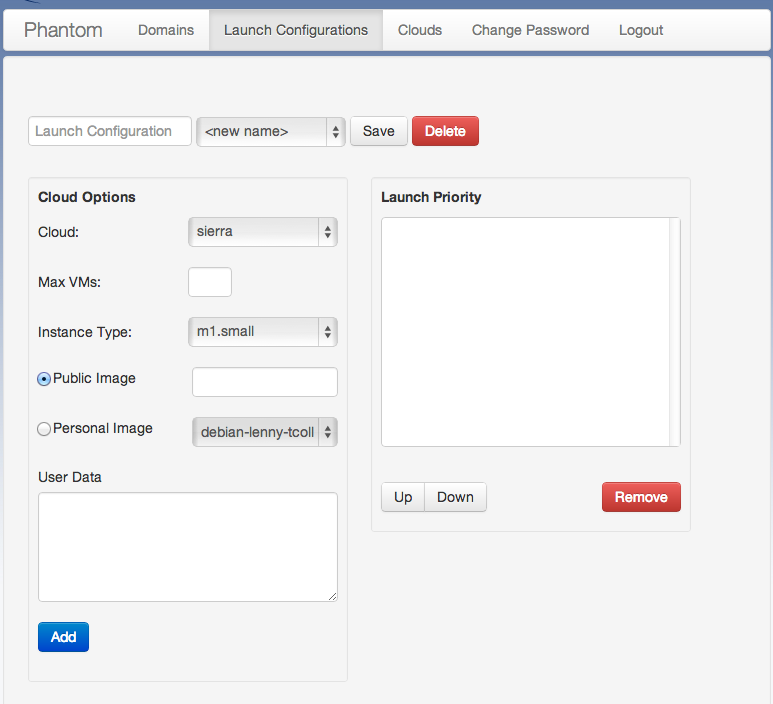 Phantom Domains Launch Configurations Clouds Change Password Logout
Launch Configuration <new name> Save Delete
Cloud Options
Cloud: sierra
Max VMs:
Instance Type: m1.small
Public Image
Personal Image debian-lenny-tcoll
User Data
Add
Launch Priority
Up Down Remove